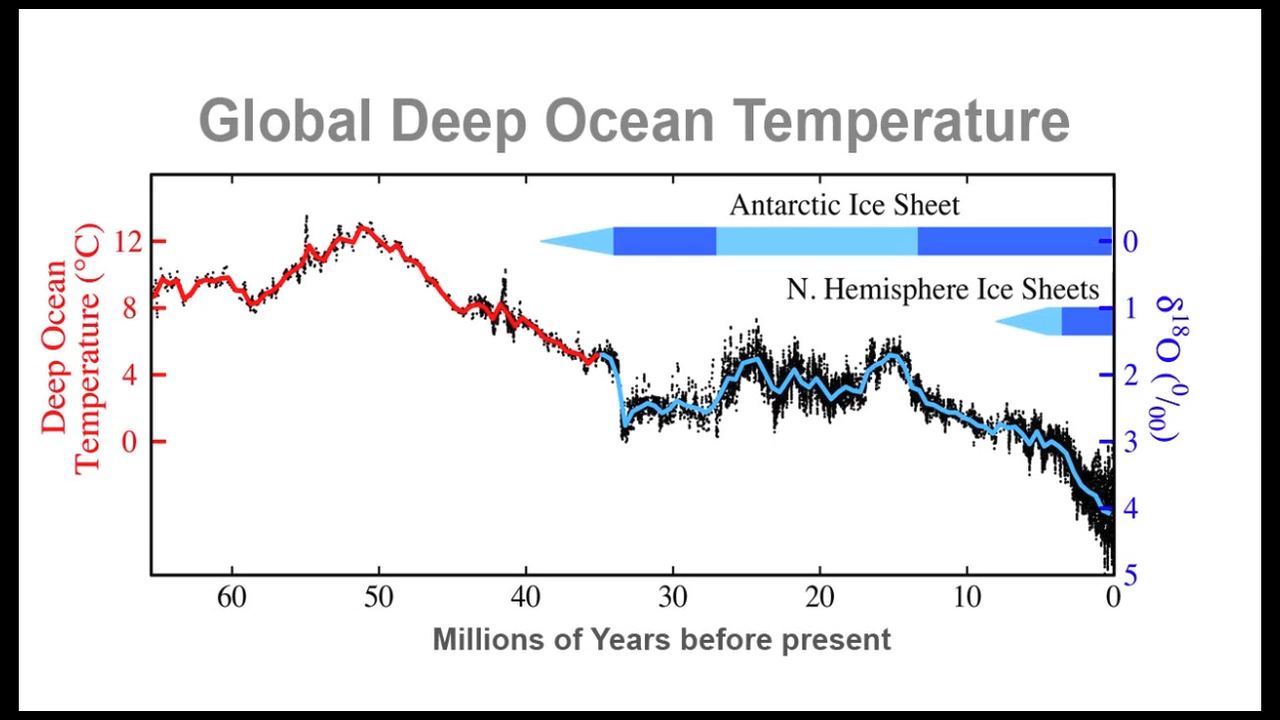 Global Deep Ocean Temperature
Antarctic Ice Sheet
N. Hemisphere Ice Sheets
Deep Ocean
Temperature (°C)
12
8
4
0
0
1
2
3
4
5
δ18O (0/00)
60 50 40 30 20 10 0
Millions of Years before present